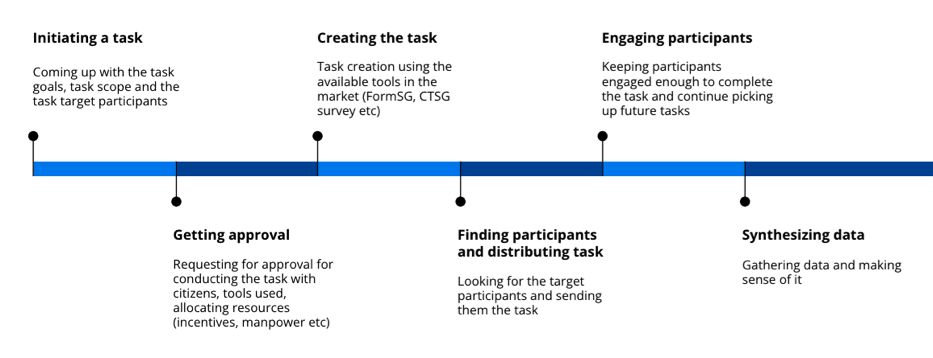 Initiating a task
Coming up with the task
goals, task scope and the
task target participants
Getting approval
Requesting for approval for
conducting the task with
citizens, tools used,
allocating resources
(incentives, manpower etc)
Creating the task
Task creation using the
available tools in the
market (FormSG, CTSG
survey etc)
Finding participants
and distributing task
Looking for the target
participants and sending
them the task
Engaging participants
Keeping participants
engaged enough to complete
the task and continue picking
up future tasks
Synthesizing data
Gathering data and making
sense of it